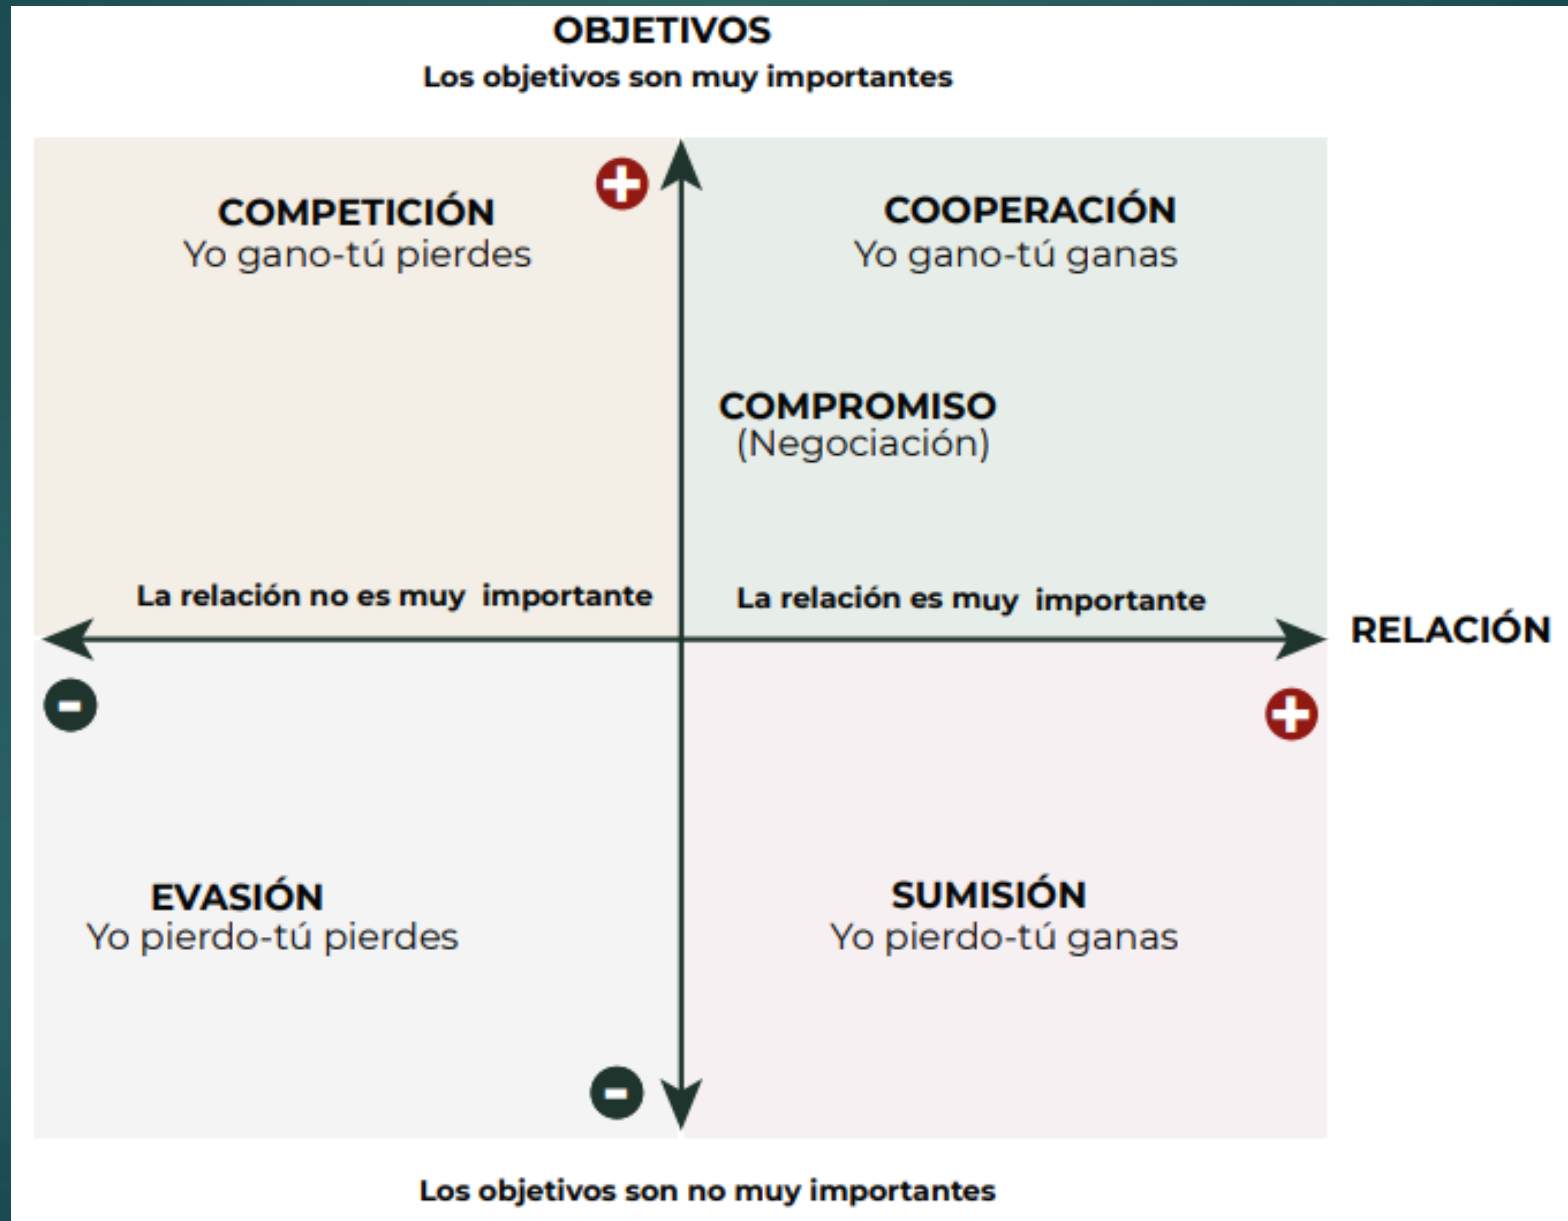 OBJETIVOS
Los objetivos son muy importantes
COMPETICIÓN
Yo gano-tú pierdes
COOPERACIÓN
Yo gano-tú ganas
COMPROMISO
(Negociación)
La relación no es muy importante
La relación es muy importante
RELACIÓN
EVASIÓN
Yo pierdo-tú pierdes
SUMISIÓN
Yo pierdo-tú ganas
Los objetivos son no muy importantes